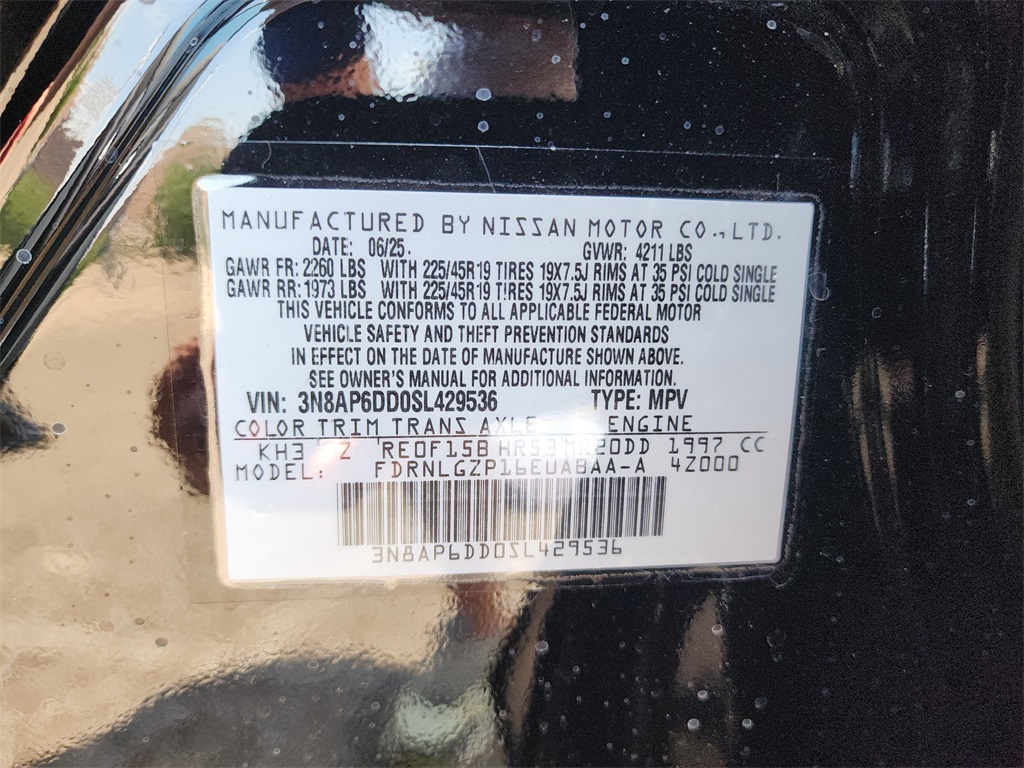 MANUFACTURED BY NISSAN MOTOR CO., LTD.
DATE: 06/25. GVWR: 4211 LBS
GAWR FR: 2260 LBS WITH 225/45R19 TIRES 19X7.5J RIMS AT 35 PSI COLD SINGLE
GAWR RR: 1973 LBS WITH 225/45R19 TIRES 19X7.5J RIMS AT 35 PSI COLD SINGLE
THIS VEHICLE CONFORMS TO ALL APPLICABLE FEDERAL MOTOR
VEHICLE SAFETY AND THEFT PREVENTION STANDARDS
IN EFFECT ON THE DATE OF MANUFACTURE SHOWN ABOVE.
SEE OWNER'S MANUAL FOR ADDITIONAL INFORMATION.
VIN: 3N8AP6DD0SL429536 TYPE: MPV
COLOR TRIM TRANS AXLE ENGINE
KH3 Z RE0F15B 1997 CC
MODEL: FDRNLGZP16EUABAA-A 4Z000
3N8AP6DD0SL429536